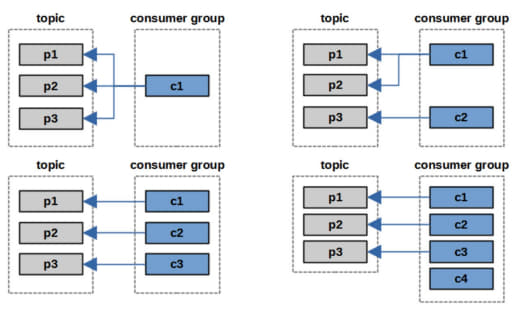 topic consumer group
p1
p2 c1
p3
topic consumer group
p1 c1
p2
p3 c2
topic consumer group
p1 c1
p2 c2
p3 c3
topic consumer group
p1 c1
p2 c2
p3 c3
c4